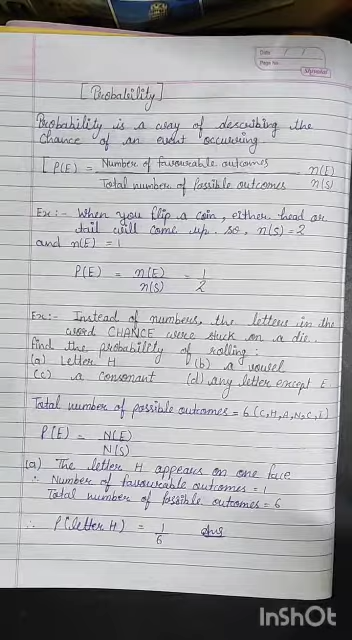 Date / /
Page No.
Shivalal
[Probability]
Probability is a way of describing the
Chance of an event occurring.
[P(E) = Number of favourable outcomes n(E)
Total number of Possible outcomes n(S)
Ex:- When you flip a coin, either head or
tail will come up. So, n(S)=2
and n(E) = 1
P(E) = n(E) = 1
n(S) 2
Ex:- Instead of numbers, the letters in the
word CHANCE were stuck on a die.
find the probability of rolling:
(a) Letter H (b) a vowel
(c) a consonant (d) any letter except E
Total number of possible outcomes = 6 (C,H,A,N,C,E)
P(E) = N(E)
N(S)
(a) The letter H appears on one face
∴ Number of favourable outcomes = 1
Total number of possible outcomes = 6
∴ P(letter H) = 1 Ans
6
InShOt